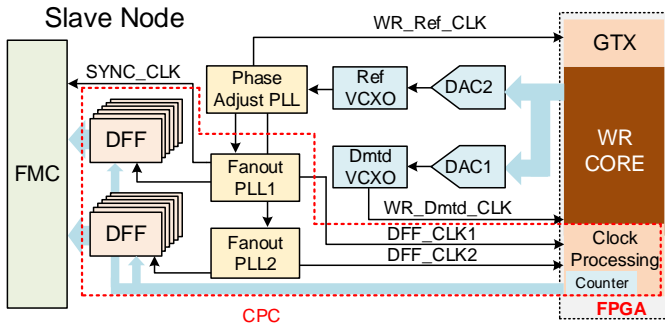 Slave Node
WR_Ref_CLK
GTX
SYNC_CLK
Phase
Adjust PLL
Ref
VCXO
DAC2
WR
CORE
DFF
FMC
Fanout
PLL1
Dmtd
VCXO
DAC1
WR_Dmtd_CLK
DFF
Fanout
PLL2
DFF_CLK1
DFF_CLK2
Clock
Processing
Counter
CPC
FPGA